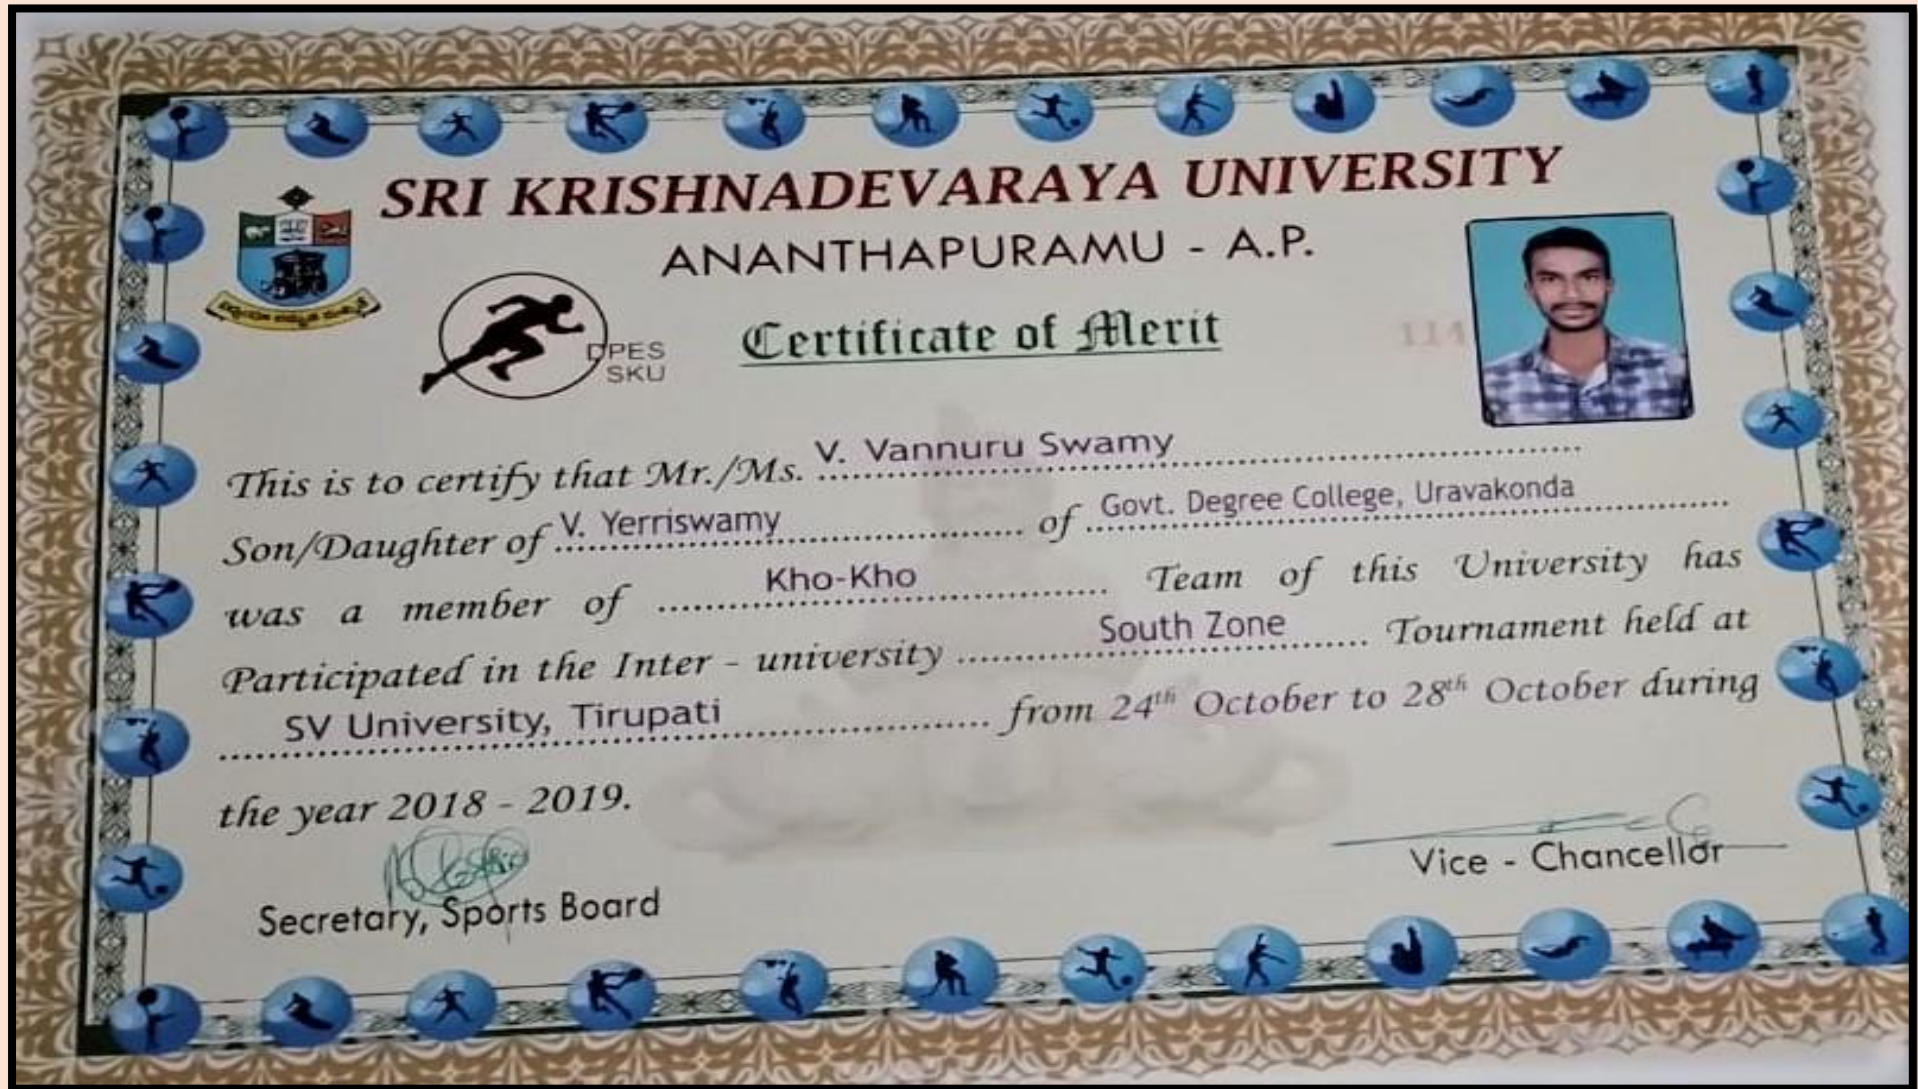 SRI KRISHNADEVARAYA UNIVERSITY
ANANTHAPURAMU - A.P.
DPES
SKU
Certificate of Merit
114
This is to certify that Mr./Ms. V. Vannuru Swamy
Son/Daughter of V. Yerriswamy of Govt. Degree College, Uravakonda
was a member of Kho-Kho Team of this University has
Participated in the Inter - university South Zone Tournament held at
SV University, Tirupati from 24th October to 28th October during
the year 2018 - 2019.
Secretary, Sports Board
Vice - Chancellor